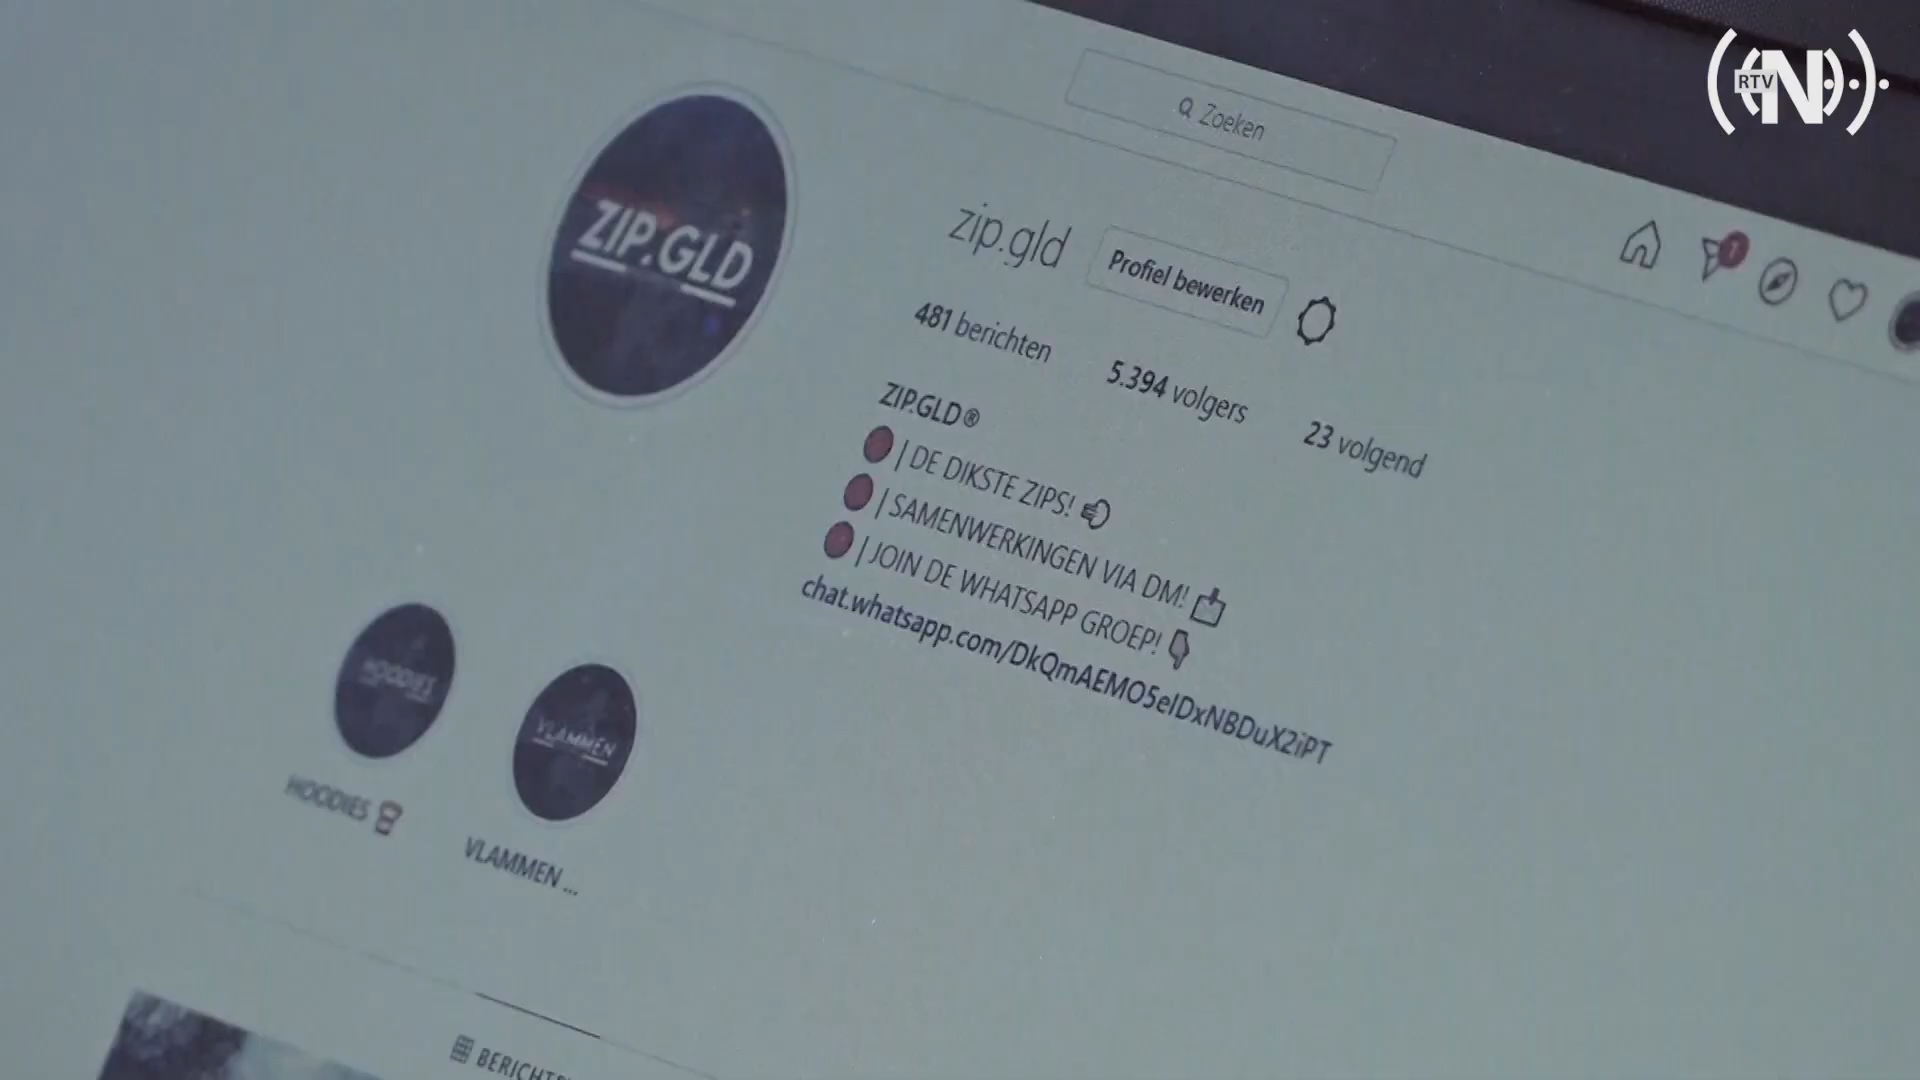 RTV N
Zoeken
ZIP.GLD
zip.gld Profiel bewerken
1
481 berichten 5.394 volgers 23 volgend
ZIP.GLD®
| DE DIKSTE ZIPS!
| SAMENWERKINGEN VIA DM!
| JOIN DE WHATSAPP GROEP!
chat.whatsapp.com/DkQmAEMO5eIDxNBDuX2iPT
HOODIES
VLAMMEN
HOODIES
VLAMMEN ...